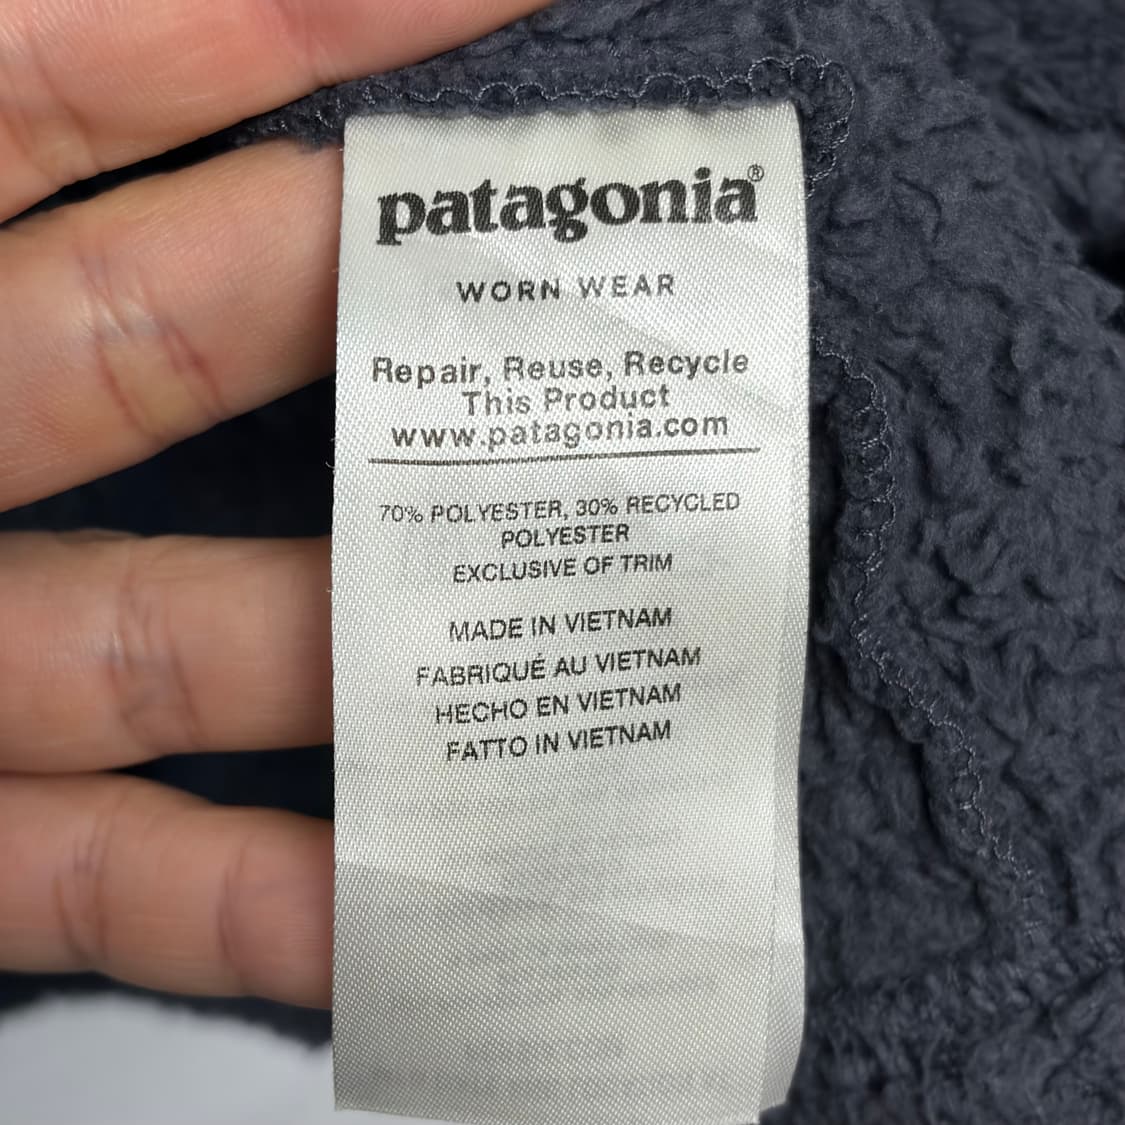 patagonia®
WORN WEAR
Repair, Reuse, Recycle
This Product
www.patagonia.com
70% POLYESTER, 30% RECYCLED
POLYESTER
EXCLUSIVE OF TRIM
MADE IN VIETNAM
FABRIQUÉ AU VIETNAM
HECHO EN VIETNAM
FATTO IN VIETNAM